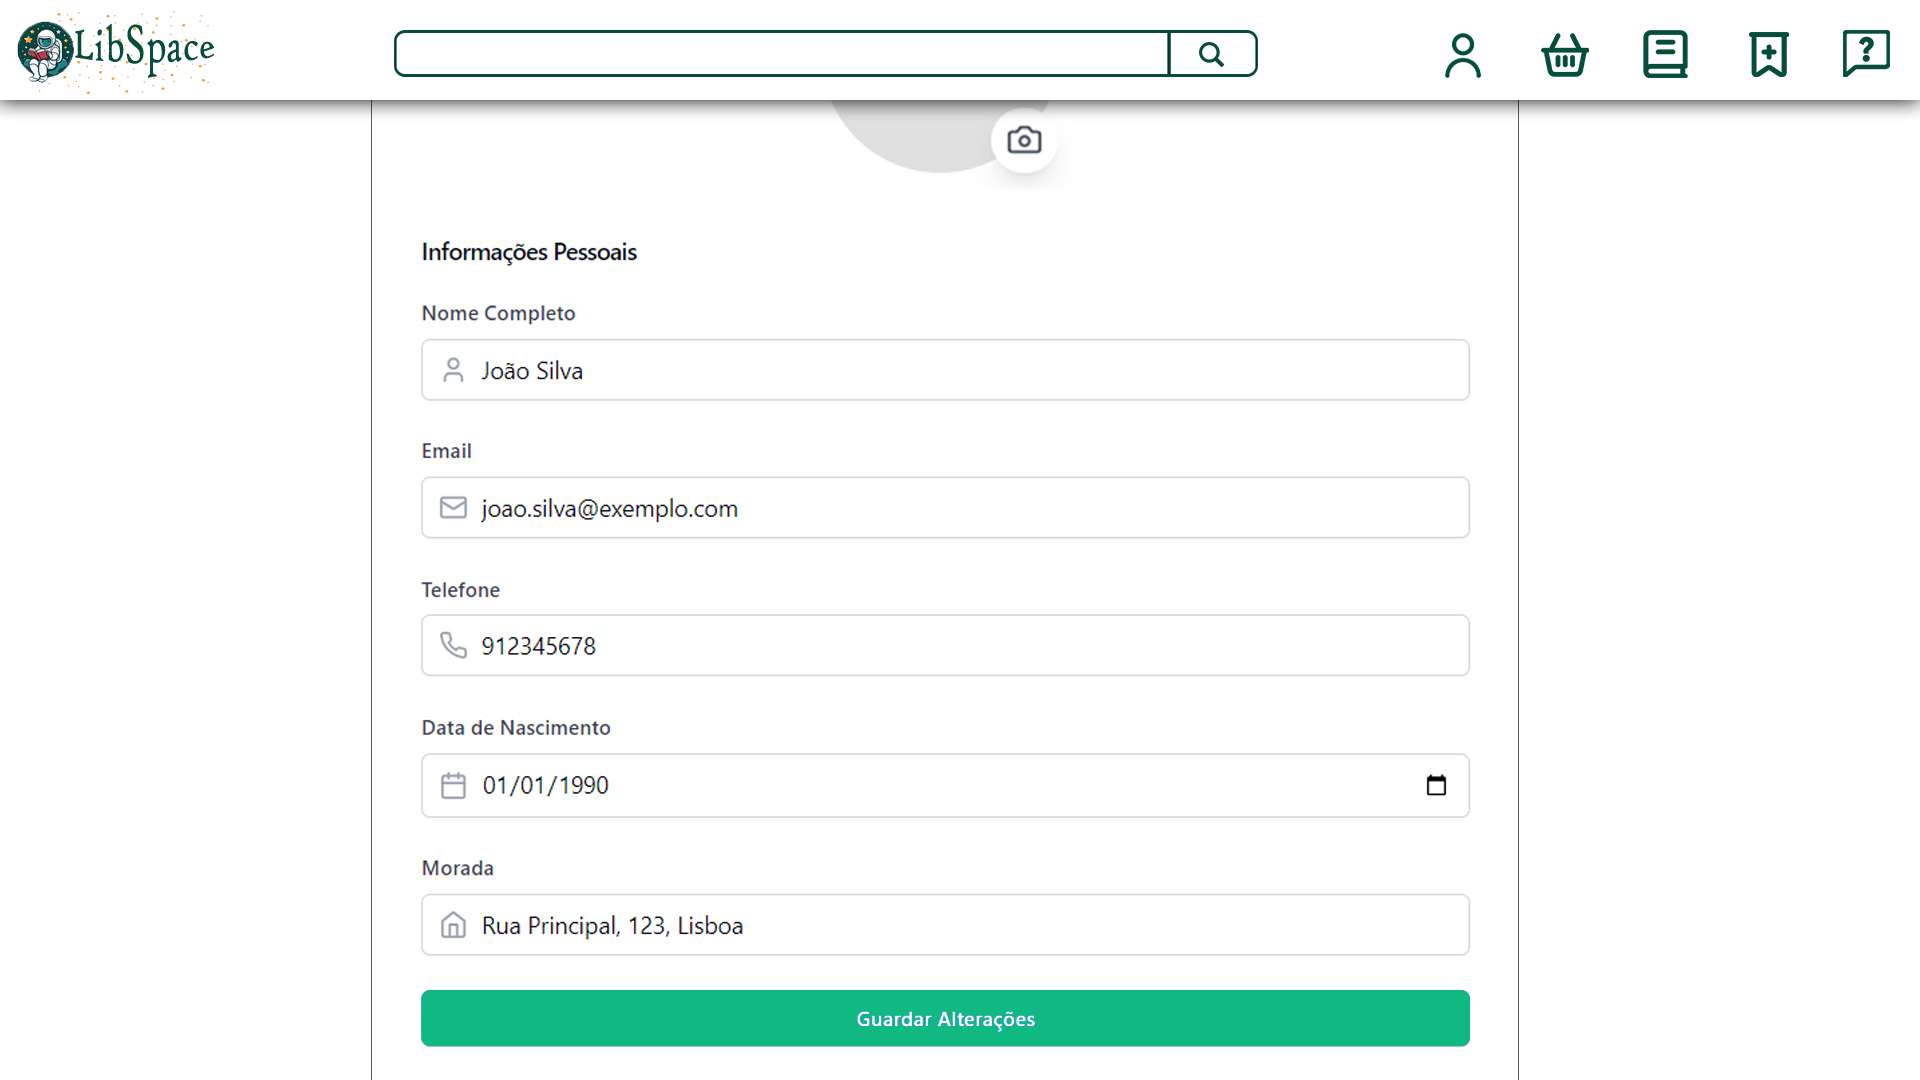 LibSpace
Informações Pessoais
Nome Completo
João Silva
Email
joao.silva@exemplo.com
Telefone
912345678
Data de Nascimento
01/01/1990
Morada
Rua Principal, 123, Lisboa
Guardar Alterações